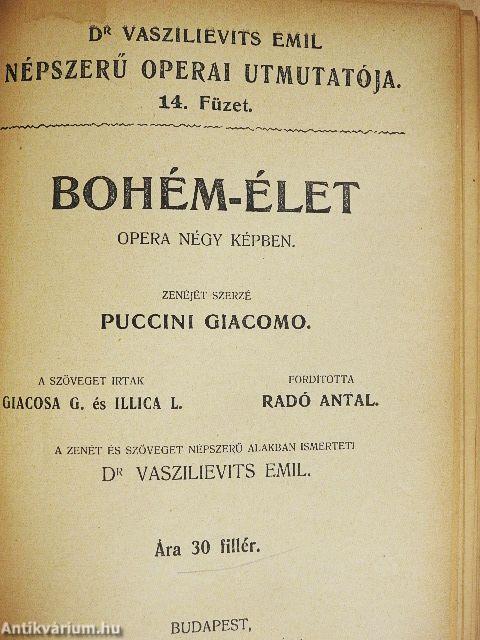 Dʀ VASZILIEVITS EMIL
NÉPSZERŰ OPERAI UTMUTATÓJA.
14. Füzet.
BOHÉM-ÉLET
OPERA NÉGY KÉPBEN.
ZENÉJÉT SZERZÉ
PUCCINI GIACOMO.
A SZÖVEGET IRTAK
GIACOSA G. és ILLICA L.
FORDITOTTA
RADÓ ANTAL.
A ZENÉT ÉS SZÖVEGET NÉPSZERŰ ALAKBAN ISMERTETI
Dʀ VASZILIEVITS EMIL.
Ára 30 fillér.
BUDAPEST,
Antikvárium.hu